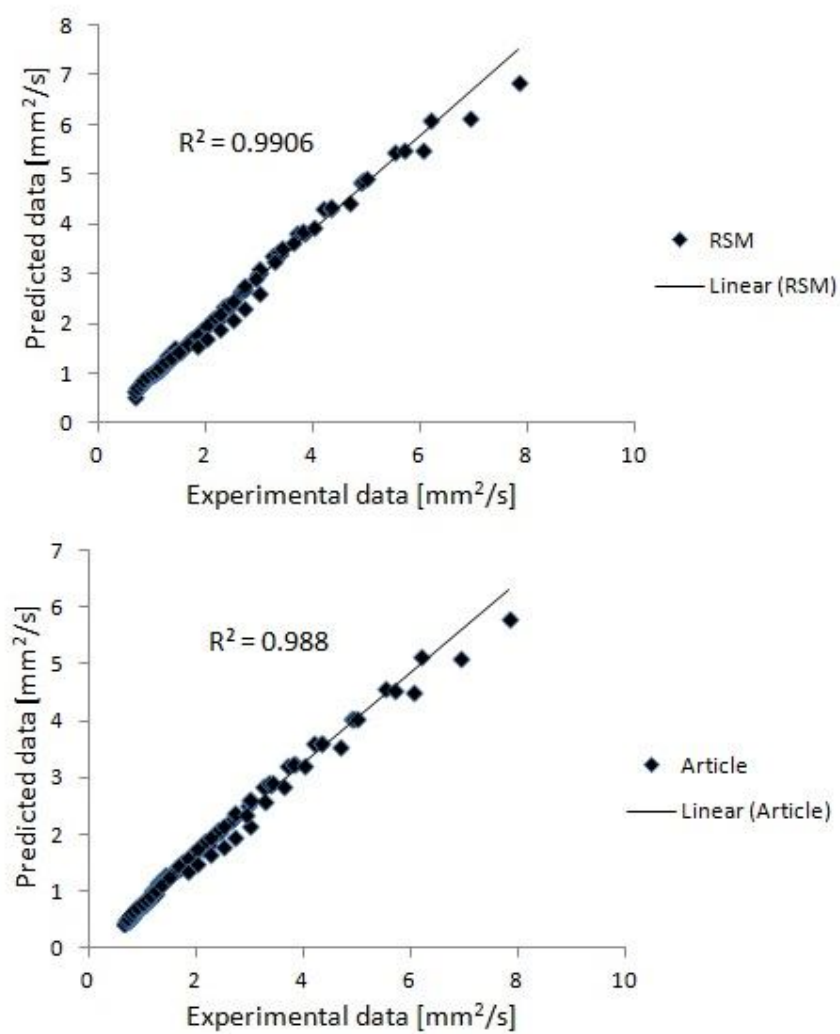 8
7
6
5
4
3
2
1
0
Predicted data [mm²/s]
R² = 0.9906
RSM
Linear (RSM)
0 2 4 6 8 10
Experimental data [mm²/s]
7
6
5
4
3
2
1
0
Predicted data [mm²/s]
R² = 0.988
Article
Linear (Article)
0 2 4 6 8 10
Experimental data [mm²/s]